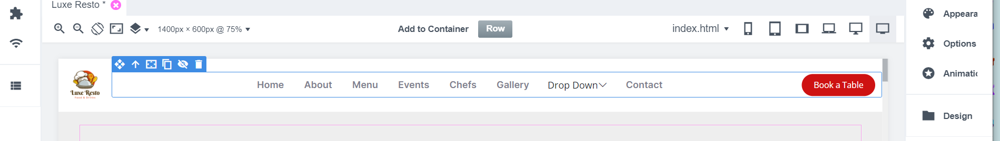 Luxe Resto *
1400px × 600px @ 75%
Add to Container
Row
index.html
Appeara
Options
Animatic
Design
Luxe Resto
Food & Drinks
Home
About
Menu
Events
Chefs
Gallery
Drop Down
Contact
Book a Table